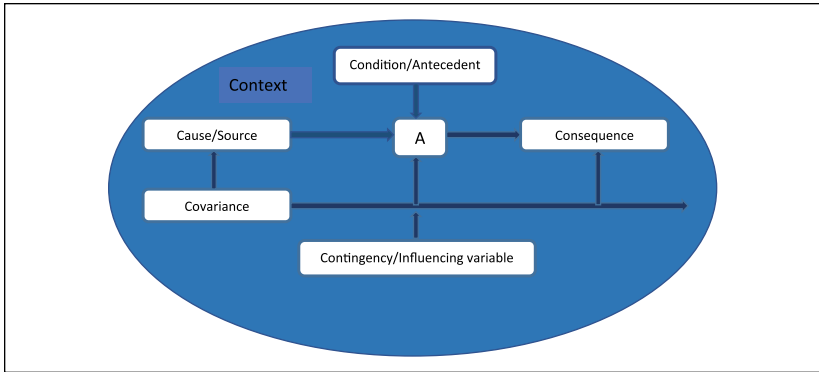 Condition/Antecedent
Context
Cause/Source
A
Consequence
Covariance
Contingency/Influencing variable